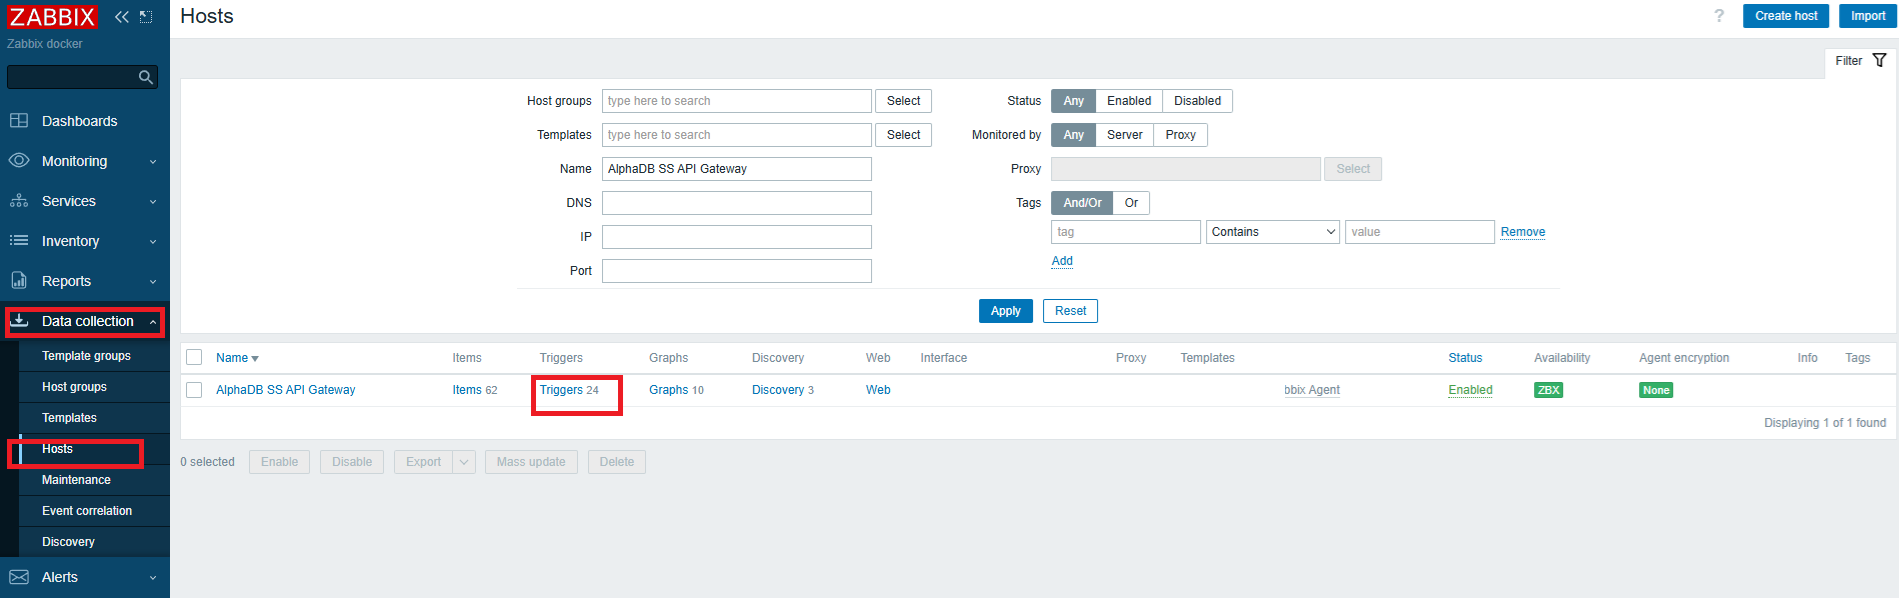 ZABBIX
Zabbix docker
Dashboards
Monitoring
Services
Inventory
Reports
Data collection
Template groups
Host groups
Templates
Hosts
Maintenance
Event correlation
Discovery
Alerts
Hosts
? Create host Import
Filter
Host groups type here to search Select
Templates type here to search Select
Name AlphaDB SS API Gateway
DNS
IP
Port
Status Any Enabled Disabled
Monitored by Any Server Proxy
Proxy Select
Tags And/Or Or
tag Contains value Remove
Add
Apply Reset
Name Items Triggers Graphs Discovery Web Interface Proxy Templates Status Availability Agent encryption Info Tags
AlphaDB SS API Gateway Items 62 Triggers 24 Graphs 10 Discovery 3 Web bbix Agent Enabled ZBX None
Displaying 1 of 1 found
0 selected Enable Disable Export Mass update Delete